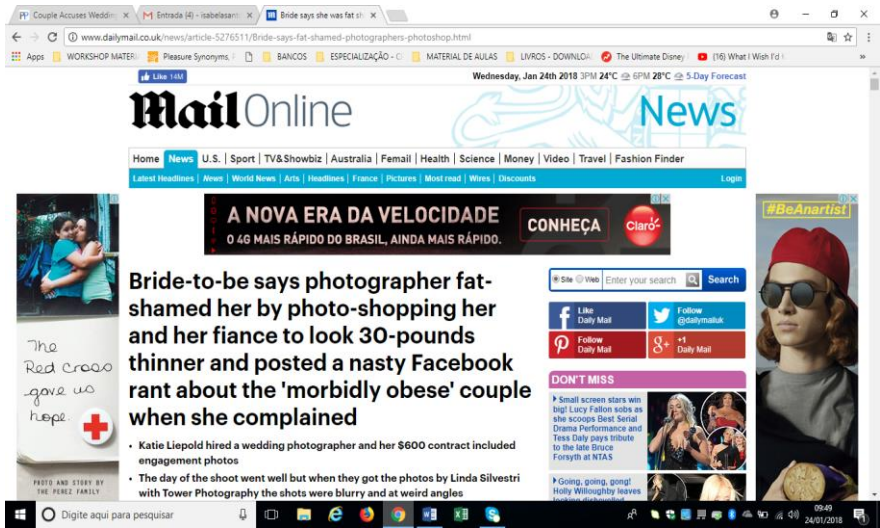 Couple Accuses Wedding
Entrada (4) - isabelasant
Bride says she was fat sh
www.dailymail.co.uk/news/article-5276511/Bride-says-fat-shamed-photographers-photoshop.html
Apps WORKSHOP MATER Pleasure Synonyms, BANCOS ESPECIALIZAÇÃO - C MATERIAL DE AULAS LIVROS - DOWNLOA The Ultimate Disney (16) What I Wish I'd
Like 14M
Wednesday, Jan 24th 2018 3PM 24°C 6PM 28°C 5-Day Forecast
Mail Online
News
Home News U.S. | Sport | TV&Showbiz | Australia | Femail | Health | Science | Money | Video | Travel | Fashion Finder
Latest Headlines | News | World News | Arts | Headlines | France | Pictures | Most read | Wires | Discounts Login
A NOVA ERA DA VELOCIDADE
O 4G MAIS RÁPIDO DO BRASIL, AINDA MAIS RÁPIDO.
CONHEÇA
Claro-
#BeAnartist
The
Red Cross
gave us
hope.
PHOTO AND STORY BY
THE PEREZ FAMILY
Bride-to-be says photographer fat-
shamed her by photo-shopping her
and her fiance to look 30-pounds
thinner and posted a nasty Facebook
rant about the 'morbidly obese' couple
when she complained
• Katie Liepold hired a wedding photographer and her $600 contract included
engagement photos
• The day of the shoot went well but when they got the photos by Linda Silvestri
with Tower Photography the shots were blurry and at weird angles
Site Web Enter your search Search
Like
Daily Mail
Follow
@dailymailuk
Follow
Daily Mail
+1
Daily Mail
DON'T MISS
Small screen stars win
big! Lucy Fallon sobs as
she scoops Best Serial
Drama Performance and
Tess Daly pays tribute
to the late Bruce
Forsyth at NTAS
Going, going, gong!
Holly Willoughby leaves
Digite aqui para pesquisar
09:49
24/01/2018